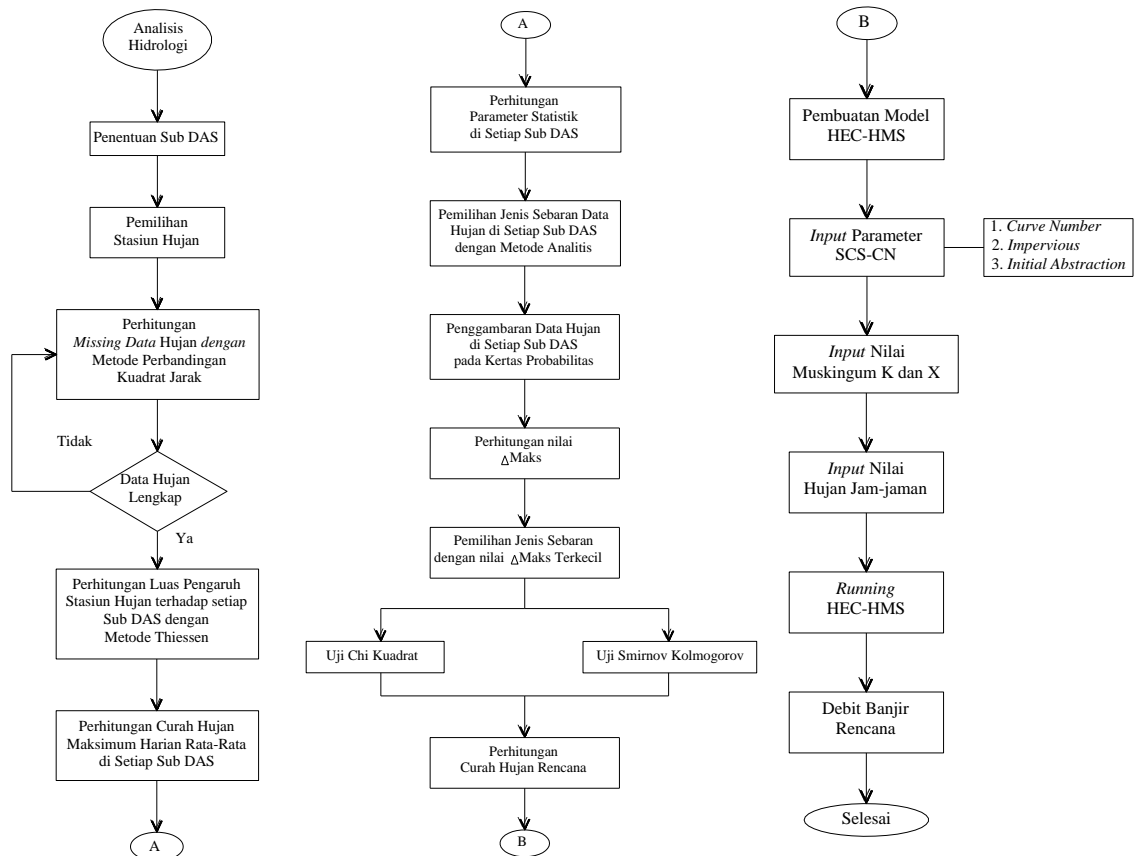 Analisis
Hidrologi
Penentuan Sub DAS
Pemilihan
Stasiun Hujan
Perhitungan
Missing Data Hujan dengan
Metode Perbandingan
Kuadrat Jarak
Tidak
Data Hujan
Lengkap
Ya
Perhitungan Luas Pengaruh
Stasiun Hujan terhadap setiap
Sub DAS dengan
Metode Thiessen
Perhitungan Curah Hujan
Maksimum Harian Rata-Rata
di Setiap Sub DAS
A
A
Perhitungan
Parameter Statistik
di Setiap Sub DAS
Pemilihan Jenis Sebaran Data
Hujan di Setiap Sub DAS
dengan Metode Analitis
Penggambaran Data Hujan
di Setiap Sub DAS
pada Kertas Probabilitas
Perhitungan nilai
ΔMaks
Pemilihan Jenis Sebaran
dengan nilai ΔMaks Terkecil
Uji Chi Kuadrat
Uji Smirnov Kolmogorov
Perhitungan
Curah Hujan Rencana
B
B
Pembuatan Model
HEC-HMS
Input Parameter
SCS-CN
1. Curve Number
2. Impervious
3. Initial Abstraction
Input Nilai
Muskingum K dan X
Input Nilai
Hujan Jam-jaman
Running
HEC-HMS
Debit Banjir
Rencana
Selesai